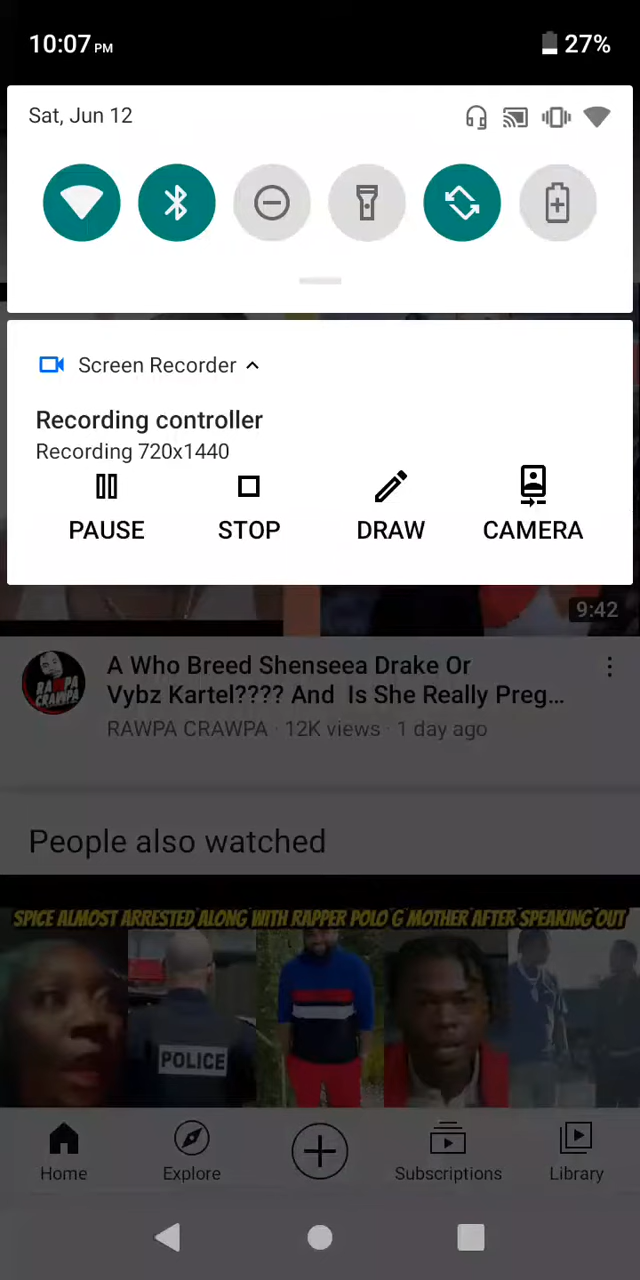 10:07 PM
27%
Sat, Jun 12
Screen Recorder
Recording controller
Recording 720x1440
PAUSE STOP DRAW CAMERA
9:42
A Who Breed Shenseea Drake Or
Vybz Kartel???? And Is She Really Preg...
RAWPA CRAWPA · 12K views · 1 day ago
RAWPA
CRAWPA
People also watched
SPICE ALMOST ARRESTED ALONG WITH RAPPER POLO G MOTHER AFTER SPEAKING OUT
POLICE
Home Explore Subscriptions Library